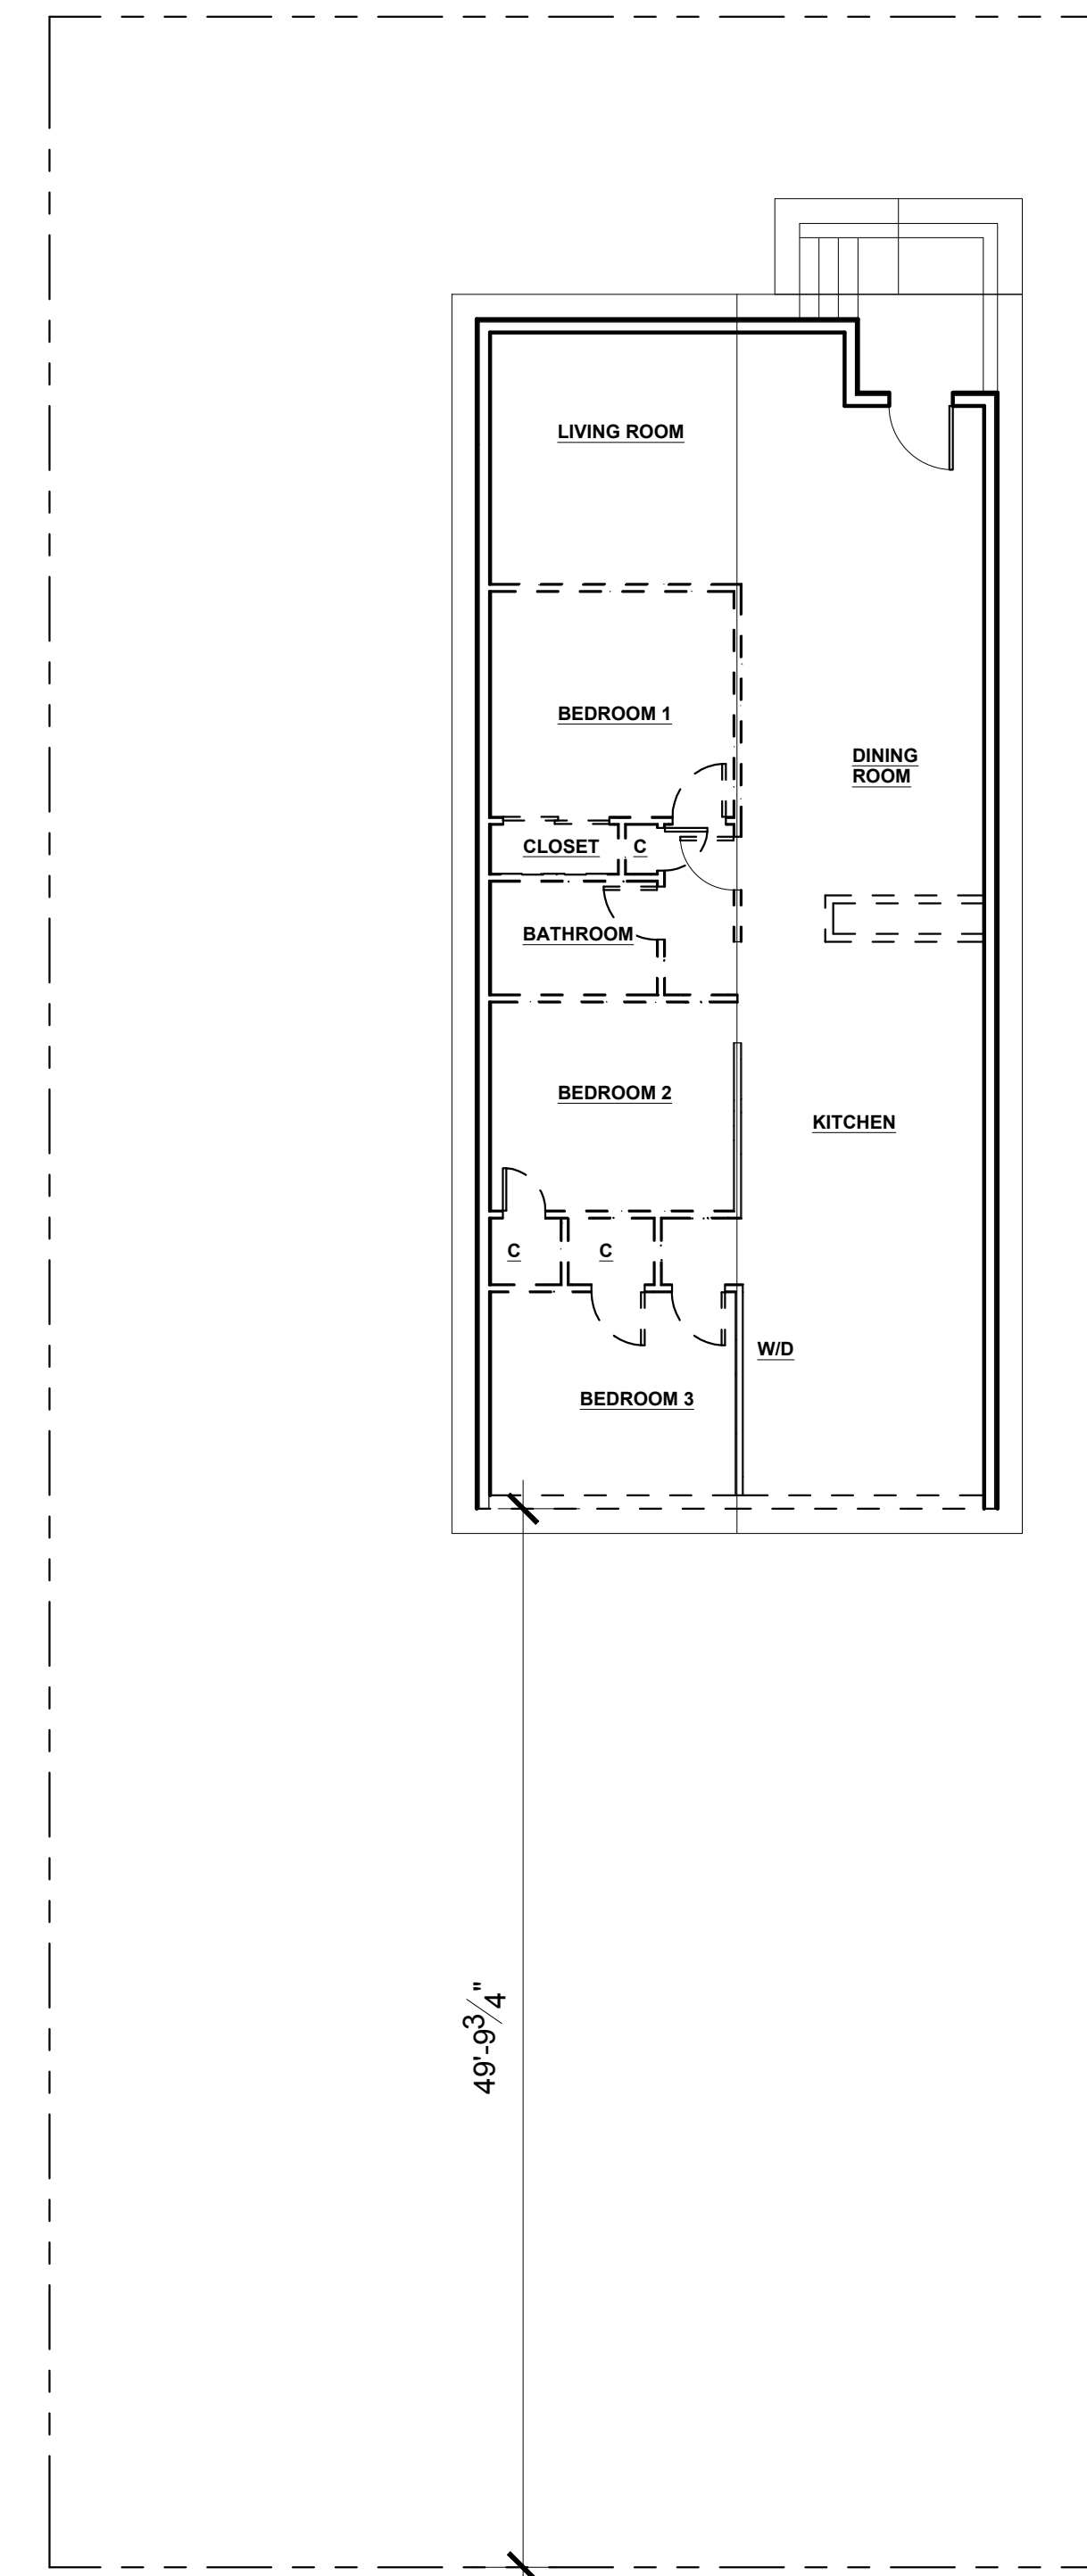 LIVING ROOM
BEDROOM 1
DINING
ROOM
CLOSET
C
BATHROOM
BEDROOM 2
KITCHEN
C
C
W/D
BEDROOM 3
49'-9 3/4"